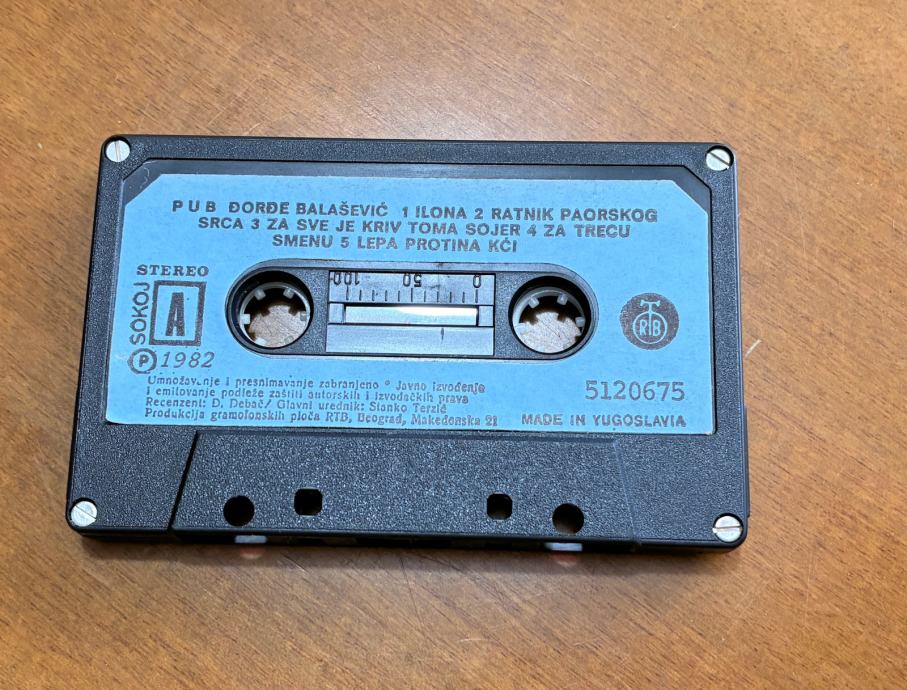 PUB ĐORĐE BALAŠEVIĆ 1 ILONA 2 RATNIK PAORSKOG
SRCA 3 ZA SVE JE KRIV TOMA SOJER 4 ZA TREĆU
SMENU 5 LEPA PROTINA KĆI
STEREO
SOKOJ
A
100 50 0
RTB
P 1982
Umnožavanje i presnimavanje zabranjeno * Javno izvođenje
i emitovanje podleže zaštiti autorskih i izvođačkih prava
Recenzent: D. Debač/ Glavni urednik: Stanko Terzić
Produkcija gramofonskih ploča RTB, Beograd, Makedonska 21
5120675
MADE IN YUGOSLAVIA